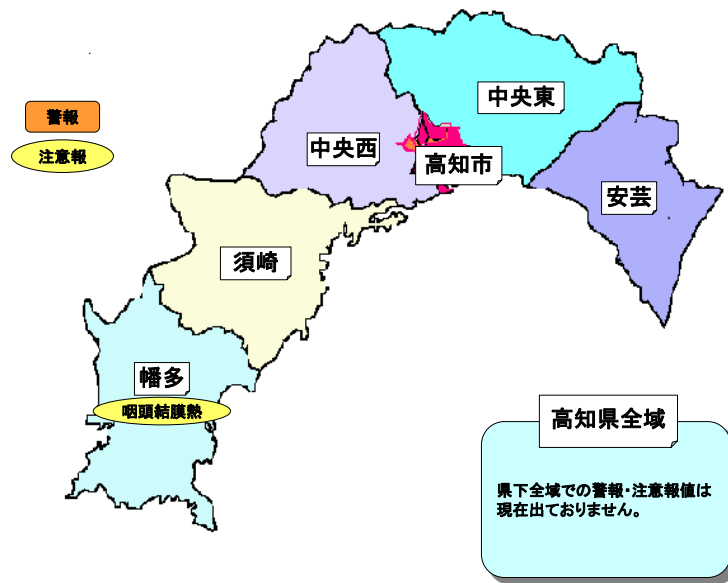 中央東
警報
中央西
高知市
注意報
安芸
須崎
幡多
咽頭結膜熱
高知県全域
県下全域での警報・注意報値は
現在出ておりません。